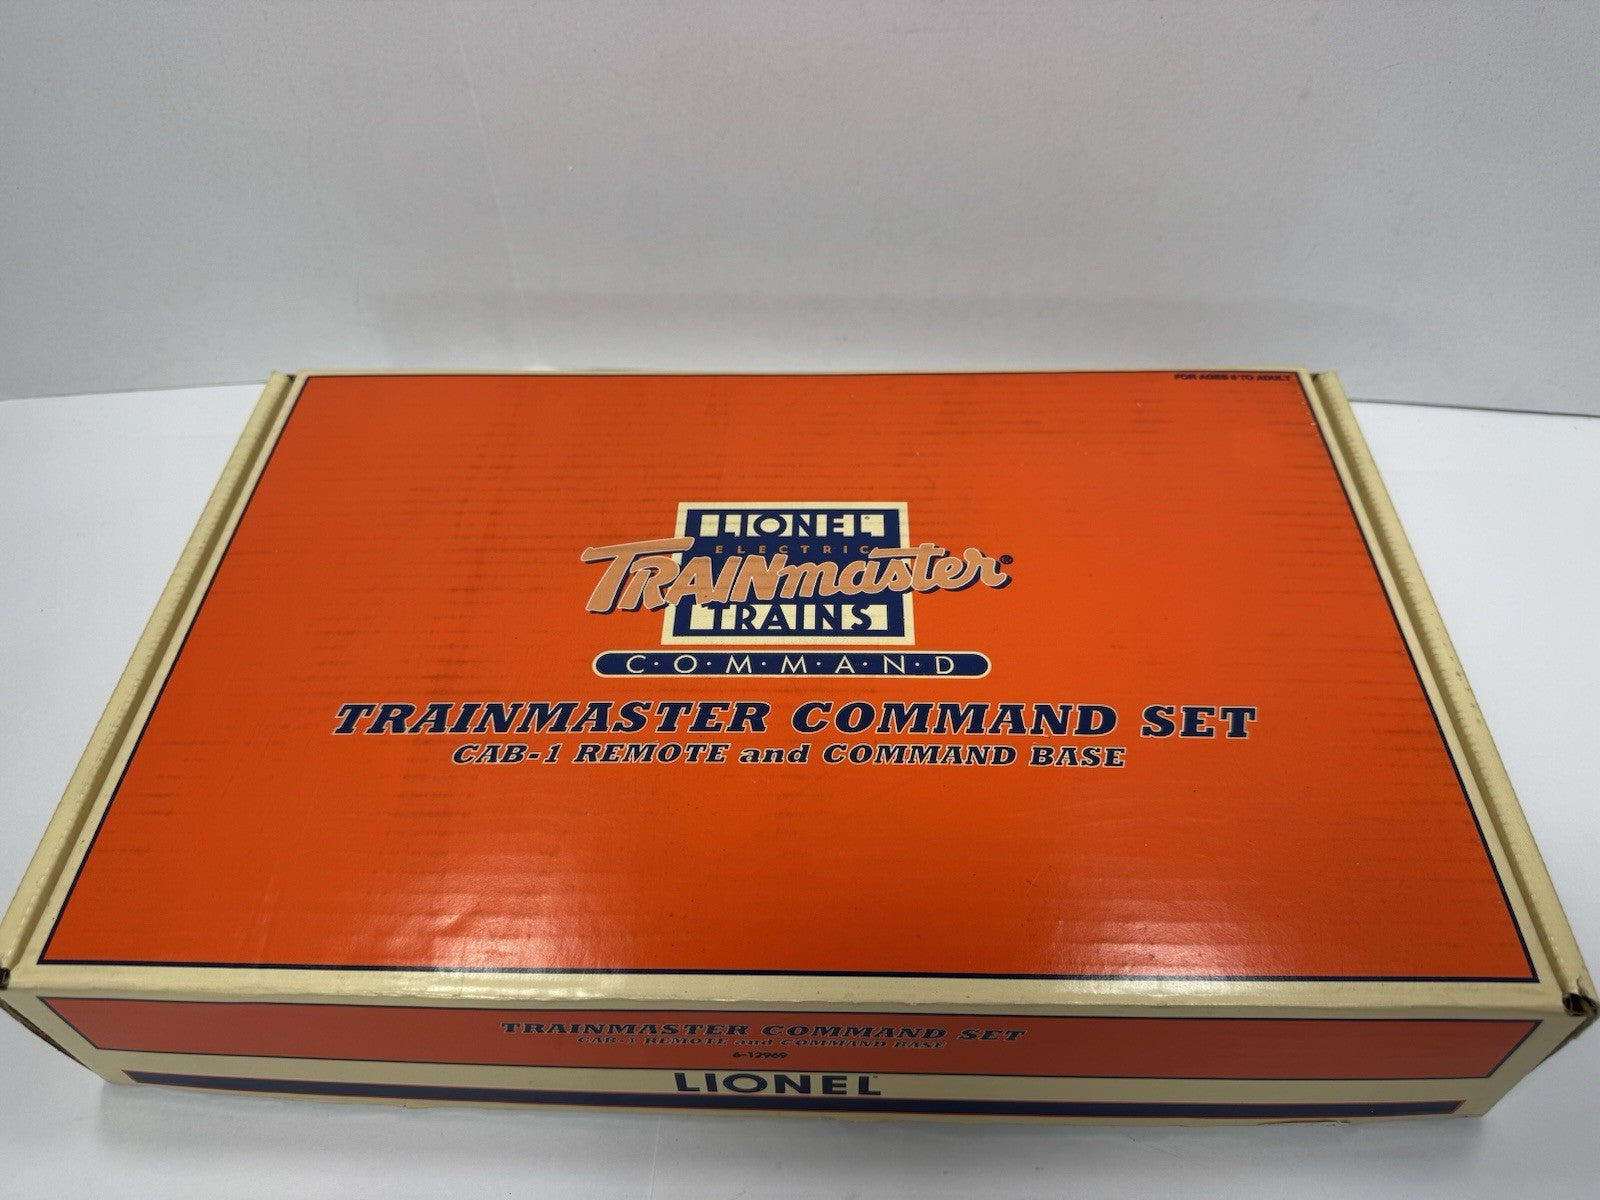 FOR AGES 8 TO ADULT
LIONEL®
ELECTRIC
TRAINmaster®
TRAINS
C·O·M·M·A·N·D
TRAINMASTER COMMAND SET
CAB-1 REMOTE and COMMAND BASE
TRAINMASTER COMMAND SET
CAB-1 REMOTE and COMMAND BASE
6-12969
LIONEL®